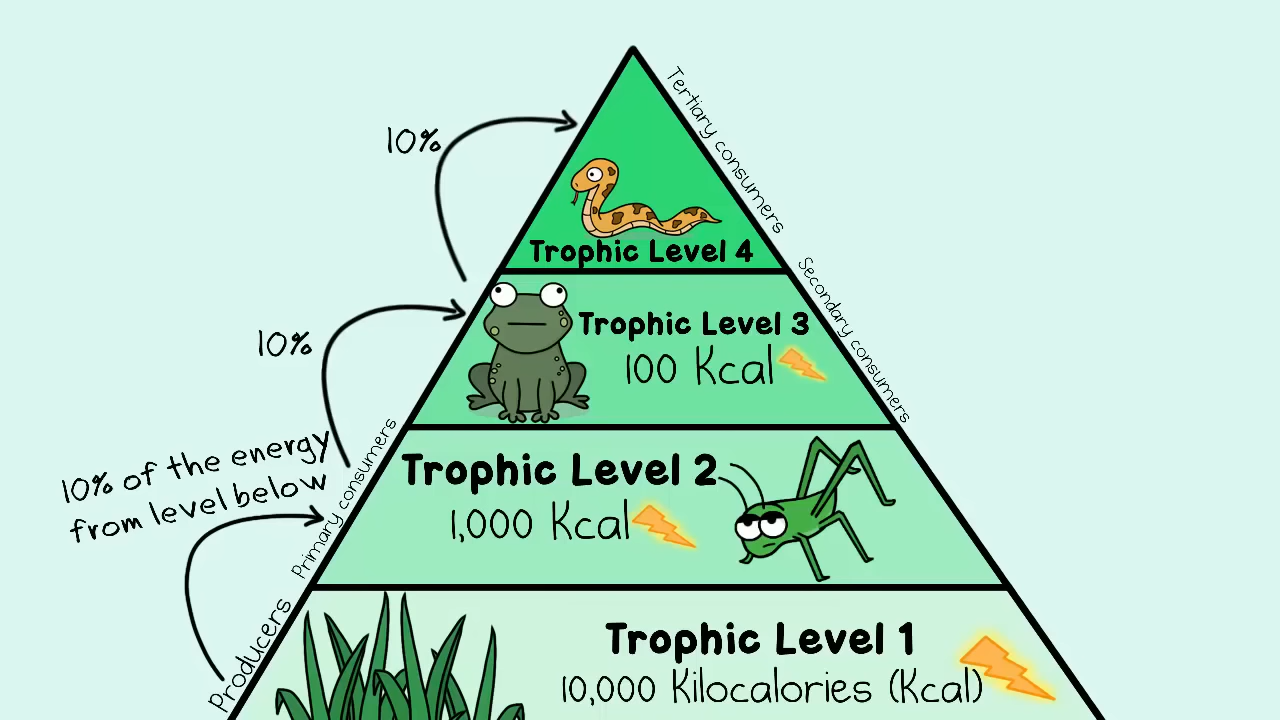 Tertiary consumers
10%
Trophic Level 4
Secondary consumers
Trophic Level 3
10%
100 Kcal
Primary consumers
10% of the energy
from level below
Trophic Level 2
1,000 Kcal
Producers
Trophic Level 1
10,000 Kilocalories (Kcal)